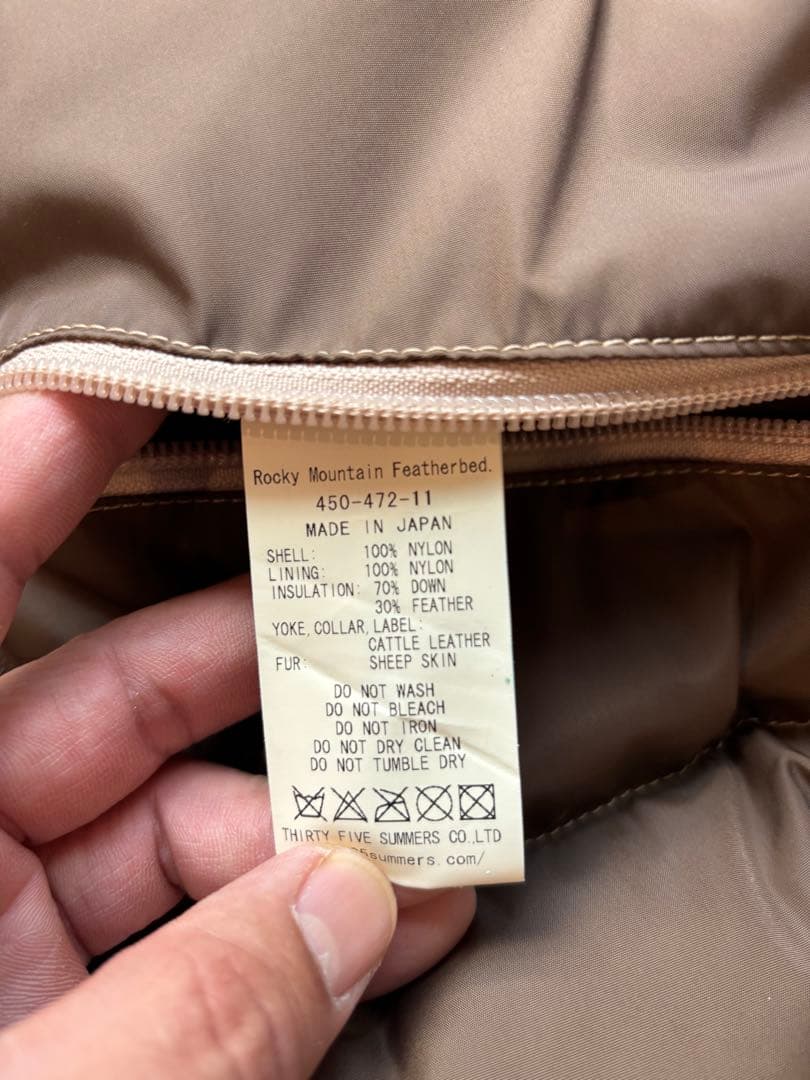 Rocky Mountain Featherbed.
450-472-11
MADE IN JAPAN
SHELL: 100% NYLON
LINING: 100% NYLON
INSULATION: 70% DOWN
30% FEATHER
YOKE, COLLAR, LABEL:
CATTLE LEATHER
FUR: SHEEP SKIN
DO NOT WASH
DO NOT BLEACH
DO NOT IRON
DO NOT DRY CLEAN
DO NOT TUMBLE DRY
THIRTY FIVE SUMMERS CO.,LTD
summers.com/